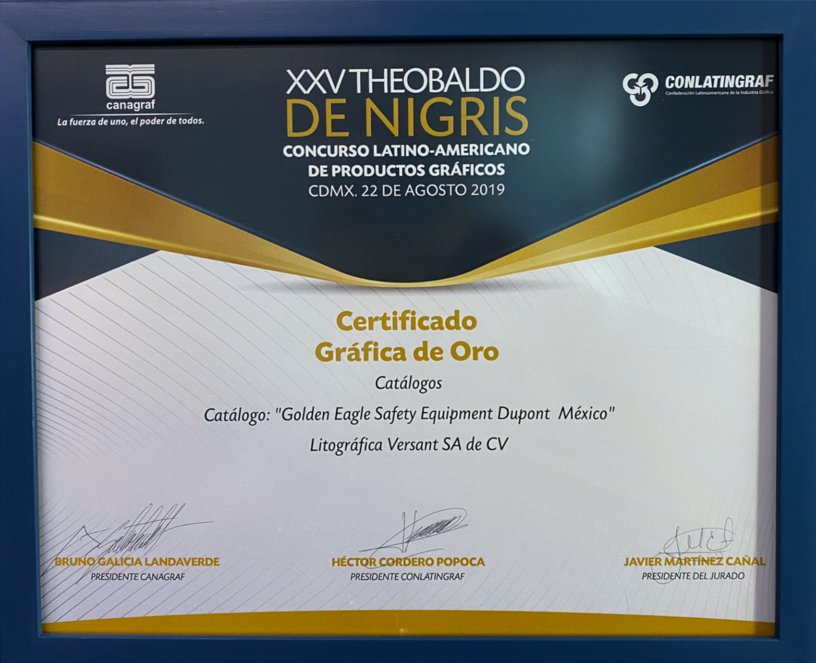 canagraf
La fuerza de uno, el poder de todos.
XXV THEOBALDO
DE NIGRIS
CONCURSO LATINO-AMERICANO
DE PRODUCTOS GRÁFICOS
CDMX. 22 DE AGOSTO 2019
CONLATINGRAF
Confederación Latinoamericana de la Industria Gráfica
Certificado
Gráfica de Oro
Catálogos
Catálogo: "Golden Eagle Safety Equipment Dupont México"
Litográfica Versant SA de CV
BRUNO GALICIA LANDAVERDE
PRESIDENTE CANAGRAF
HÉCTOR CORDERO POPOCA
PRESIDENTE CONLATINGRAF
JAVIER MARTÍNEZ CAÑAL
PRESIDENTE DEL JURADO